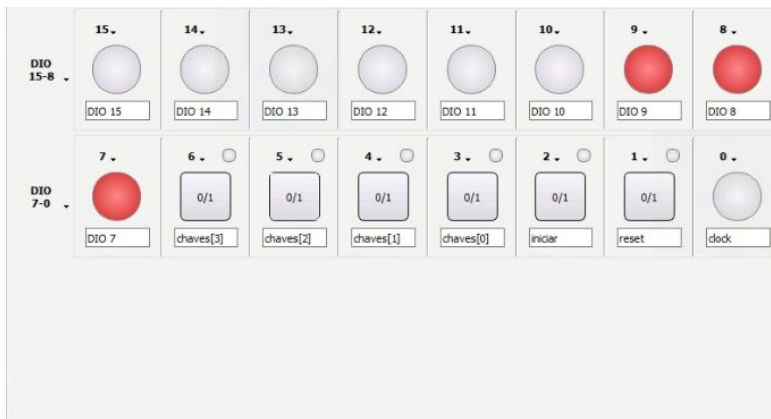 15 14 13 12 11 10 9 8
DIO 15-8
DIO 15 DIO 14 DIO 13 DIO 12 DIO 11 DIO 10 DIO 9 DIO 8
7 6 5 4 3 2 1 0
DIO 7-0
0/1 0/1 0/1 0/1 0/1 0/1
DIO 7 chaves[3] chaves[2] chaves[1] chaves[0] iniciar reset clock